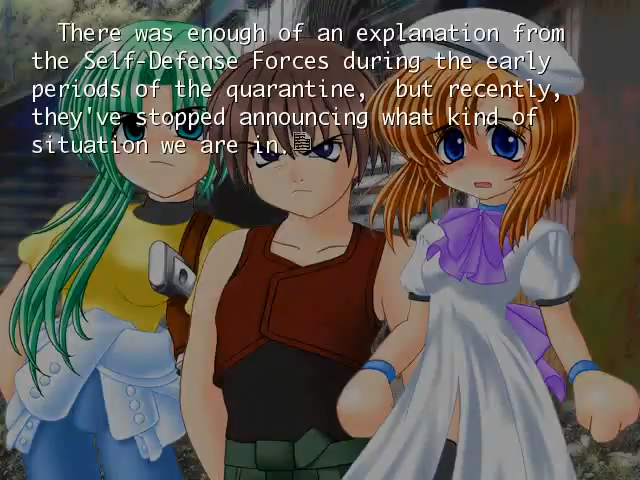 There was enough of an explanation from
the Self-Defense Forces during the early
periods of the quarantine,  but recently,
they've stopped announcing what kind of
situation we are in.